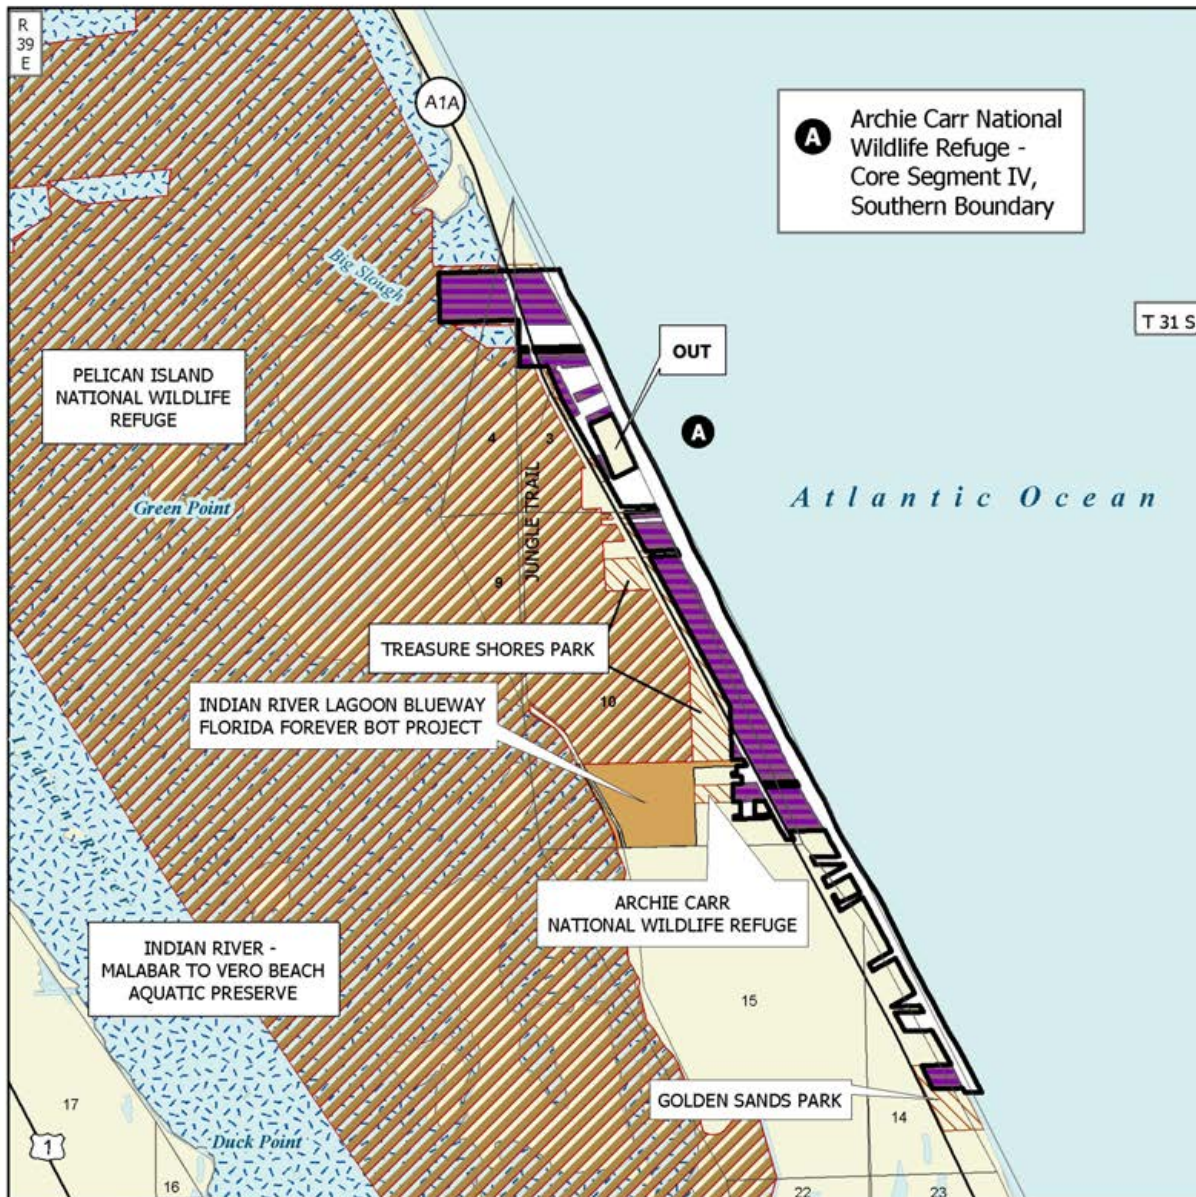 R
39
E
A1A
A
Archie Carr National
Wildlife Refuge -
Core Segment IV,
Southern Boundary
Big Slough
T 31 S
OUT
PELICAN ISLAND
NATIONAL WILDLIFE
REFUGE
A
4
3
JUNGLE TRAIL
Atlantic Ocean
Green Point
9
TREASURE SHORES PARK
INDIAN RIVER LAGOON BLUEWAY
FLORIDA FOREVER BOT PROJECT
10
Indian River
ARCHIE CARR
NATIONAL WILDLIFE REFUGE
INDIAN RIVER -
MALABAR TO VERO BEACH
AQUATIC PRESERVE
15
GOLDEN SANDS PARK
17
14
1
Duck Point
16
22
23